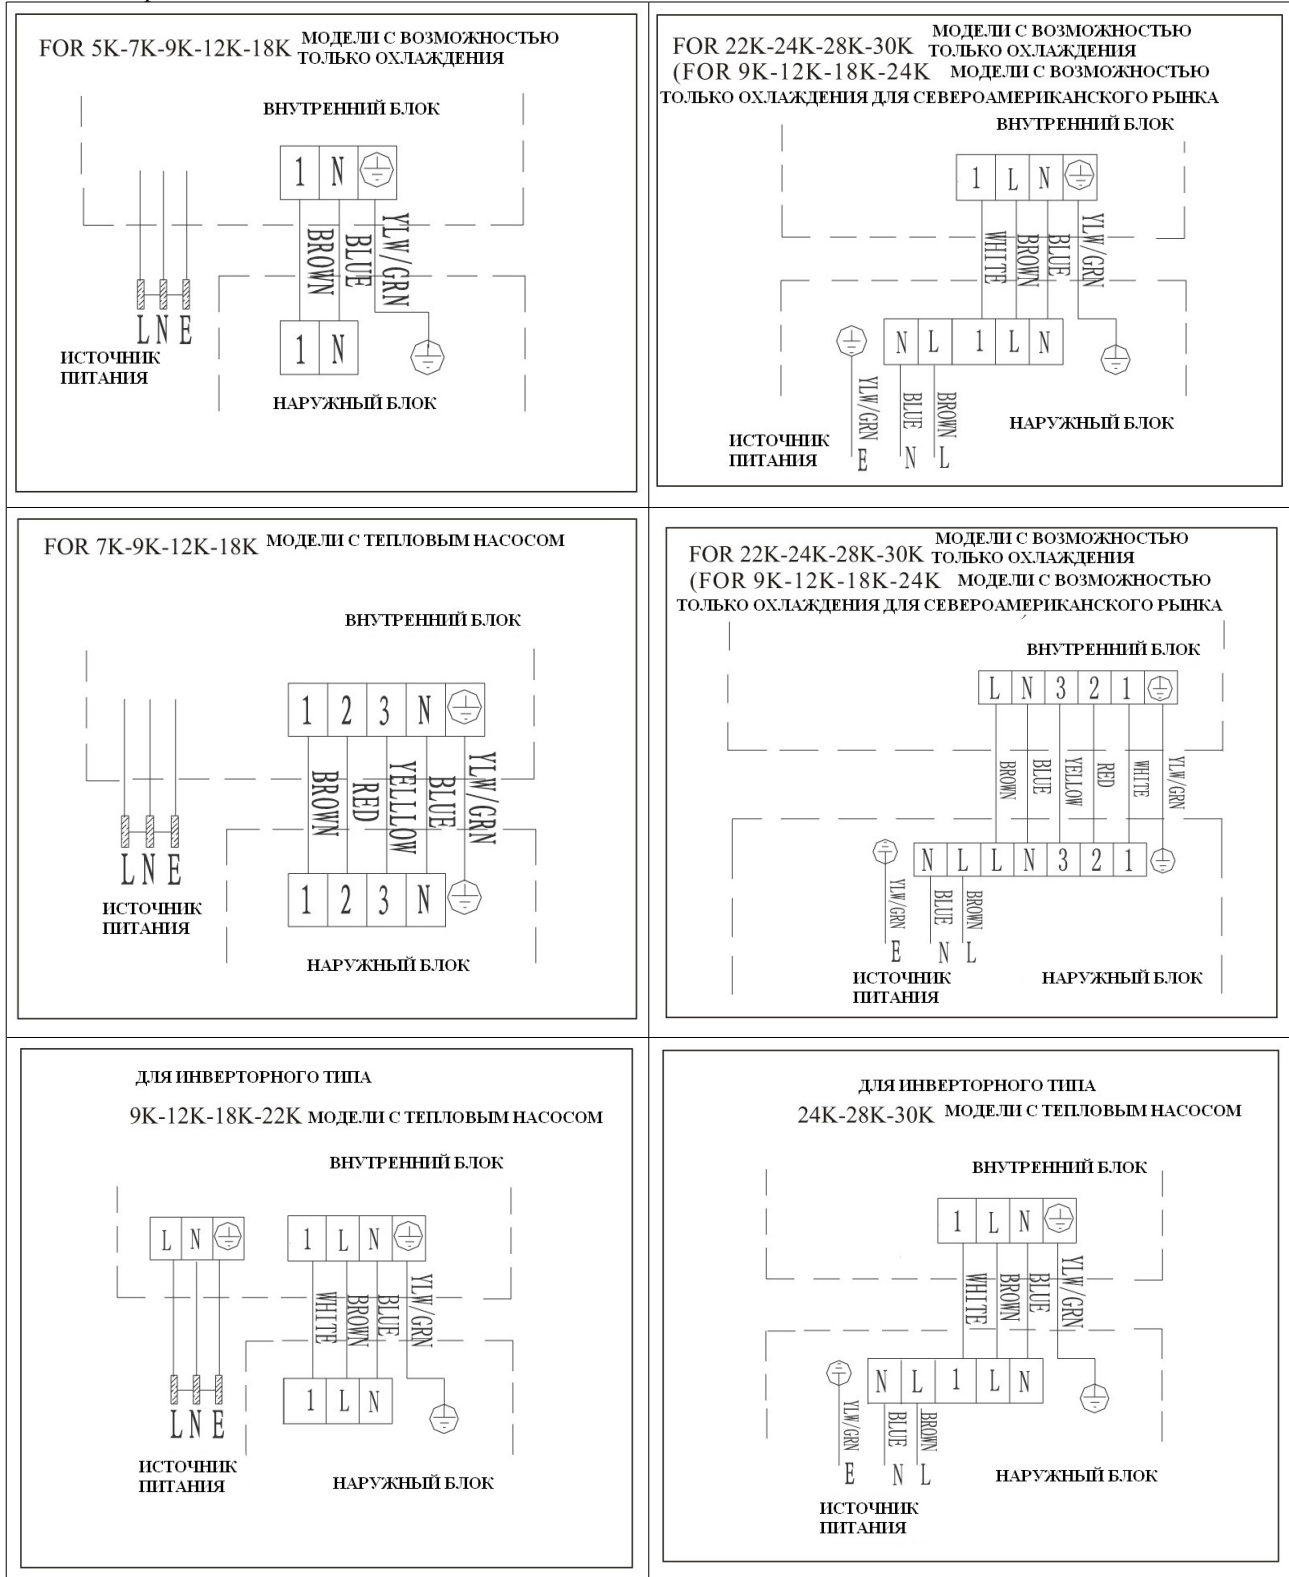 FOR 5K-7K-9K-12K-18K МОДЕЛИ С ВОЗМОЖНОСТЬЮ
ТОЛЬКО ОХЛАЖДЕНИЯ
ВНУТРЕННИЙ БЛОК
1 N
BROWN BLUE YLW/GRN
L N E
1 N
ИСТОЧНИК
ПИТАНИЯ
НАРУЖНЫЙ БЛОК
FOR 22K-24K-28K-30K МОДЕЛИ С ВОЗМОЖНОСТЬЮ
ТОЛЬКО ОХЛАЖДЕНИЯ
(FOR 9K-12K-18K-24K МОДЕЛИ С ВОЗМОЖНОСТЬЮ
ТОЛЬКО ОХЛАЖДЕНИЯ ДЛЯ СЕВЕРОАМЕРИКАНСКОГО РЫНКА
ВНУТРЕННИЙ БЛОК
1 L N
WHITE BROWN BLUE YLW/GRN
N L 1 L N
YLW/GRN BLUE BROWN
НАРУЖНЫЙ БЛОК
ИСТОЧНИК
ПИТАНИЯ
E N L
FOR 7K-9K-12K-18K МОДЕЛИ С ТЕПЛОВЫМ НАСОСОМ
ВНУТРЕННИЙ БЛОК
1 2 3 N
BROWN RED YELLLOW BLUE YLW/GRN
L N E
1 2 3 N
ИСТОЧНИК
ПИТАНИЯ
НАРУЖНЫЙ БЛОК
FOR 22K-24K-28K-30K МОДЕЛИ С ВОЗМОЖНОСТЬЮ
ТОЛЬКО ОХЛАЖДЕНИЯ
(FOR 9K-12K-18K-24K МОДЕЛИ С ВОЗМОЖНОСТЬЮ
ТОЛЬКО ОХЛАЖДЕНИЯ ДЛЯ СЕВЕРОАМЕРИКАНСКОГО РЫНКА
ВНУТРЕННИЙ БЛОК
L N 3 2 1
BROWN BLUE YELLOW RED WHITE YLW/GRN
N L L N 3 2 1
YLW/GRN BLUE BROWN
E N L
ИСТОЧНИК
ПИТАНИЯ
НАРУЖНЫЙ БЛОК
ДЛЯ ИНВЕРТОРНОГО ТИПА
9K-12K-18K-22K МОДЕЛИ С ТЕПЛОВЫМ НАСОСОМ
ВНУТРЕННИЙ БЛОК
L N 1 L N
WHITE BROWN BLUE YLW/GRN
1 L N
L N E
ИСТОЧНИК
ПИТАНИЯ
НАРУЖНЫЙ БЛОК
ДЛЯ ИНВЕРТОРНОГО ТИПА
24K-28K-30K МОДЕЛИ С ТЕПЛОВЫМ НАСОСОМ
ВНУТРЕННИЙ БЛОК
1 L N
WHITE BROWN BLUE YLW/GRN
N L 1 L N
YLW/GRN BLUE BROWN
E N L
НАРУЖНЫЙ БЛОК
ИСТОЧНИК
ПИТАНИЯ